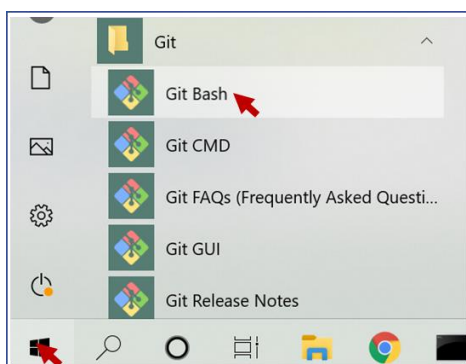 Git
Git Bash
Git CMD
Git FAQs (Frequently Asked Questi...
Git GUI
Git Release Notes